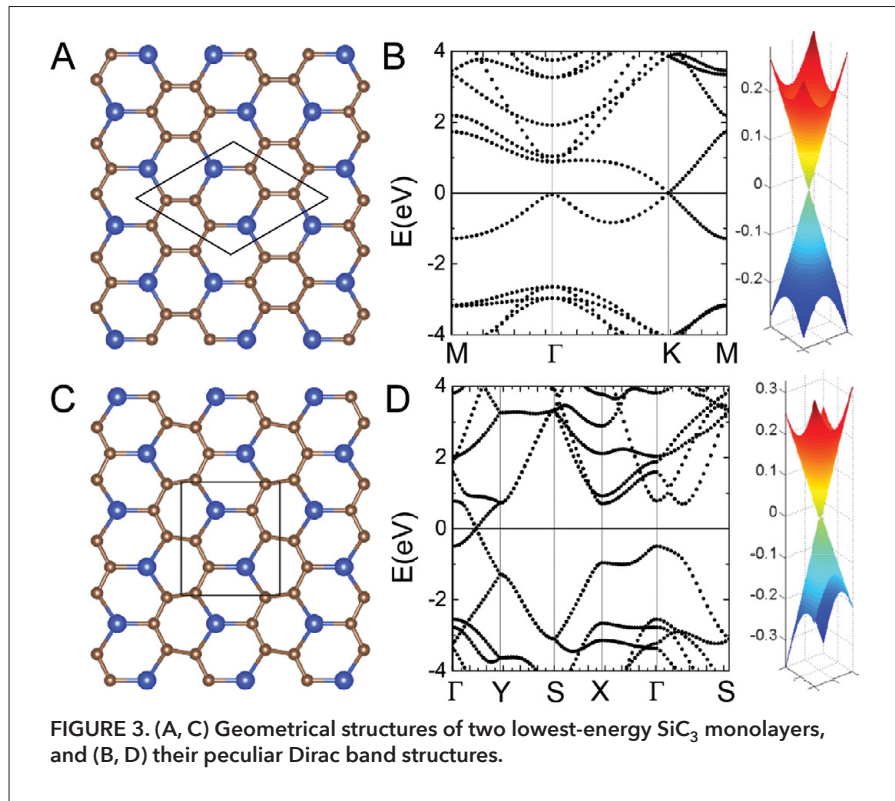 A
B
4
2
0
-2
-4
E(eV)
M Γ K M
0.2
0.1
0
-0.1
-0.2
C
D
4
2
0
-2
-4
E(eV)
Γ Y S X Γ S
0.3
0.2
0.1
0
-0.1
-0.2
-0.3
FIGURE 3. (A, C) Geometrical structures of two lowest-energy SiC₃ monolayers,
and (B, D) their peculiar Dirac band structures.